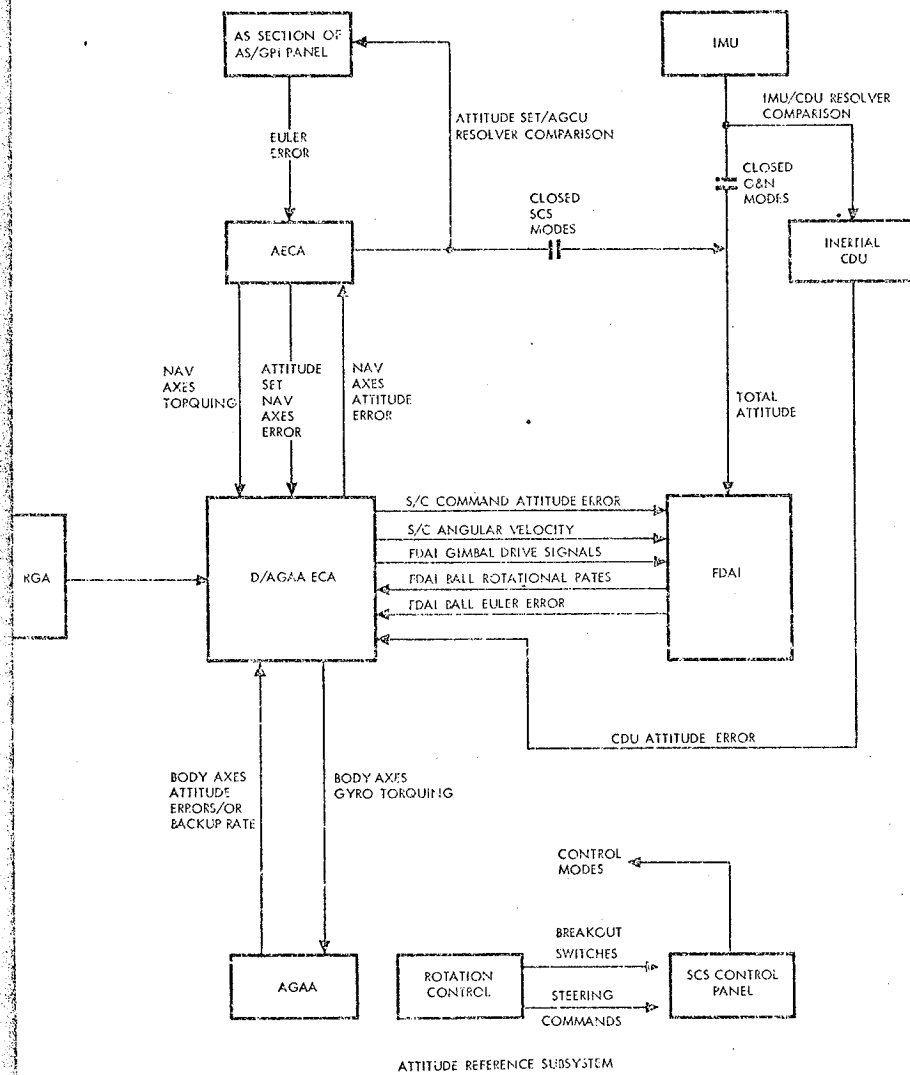 AS SECTION OF
AS/GPI PANEL
IMU
IMU/CDU RESOLVER
COMPARISON
ATTITUDE SET/AGCU
RESOLVER COMPARISON
EULER
ERROR
CLOSED
G&N
MODES
CLOSED
SCS
MODES
AECA
INERTIAL
CDU
NAV
AXES
TORQUING
ATTITUDE
SET
NAV
AXES
ERROR
NAV
AXES
ATTITUDE
ERROR
TOTAL
ATTITUDE
S/C COMMAND ATTITUDE ERROR
S/C ANGULAR VELOCITY
FDAI GIMBAL DRIVE SIGNALS
FDAI BALL ROTATIONAL RATES
FDAI BALL EULER ERROR
RGA
D/AGAA ECA
FDAI
CDU ATTITUDE ERROR
BODY AXES
ATTITUDE
ERRORS/OR
BACKUP RATE
BODY AXES
GYRO TORQUING
CONTROL
MODES
BREAKOUT
SWITCHES
AGAA
ROTATION
CONTROL
STEERING
COMMANDS
SCS CONTROL
PANEL
ATTITUDE REFERENCE SUBSYSTEM